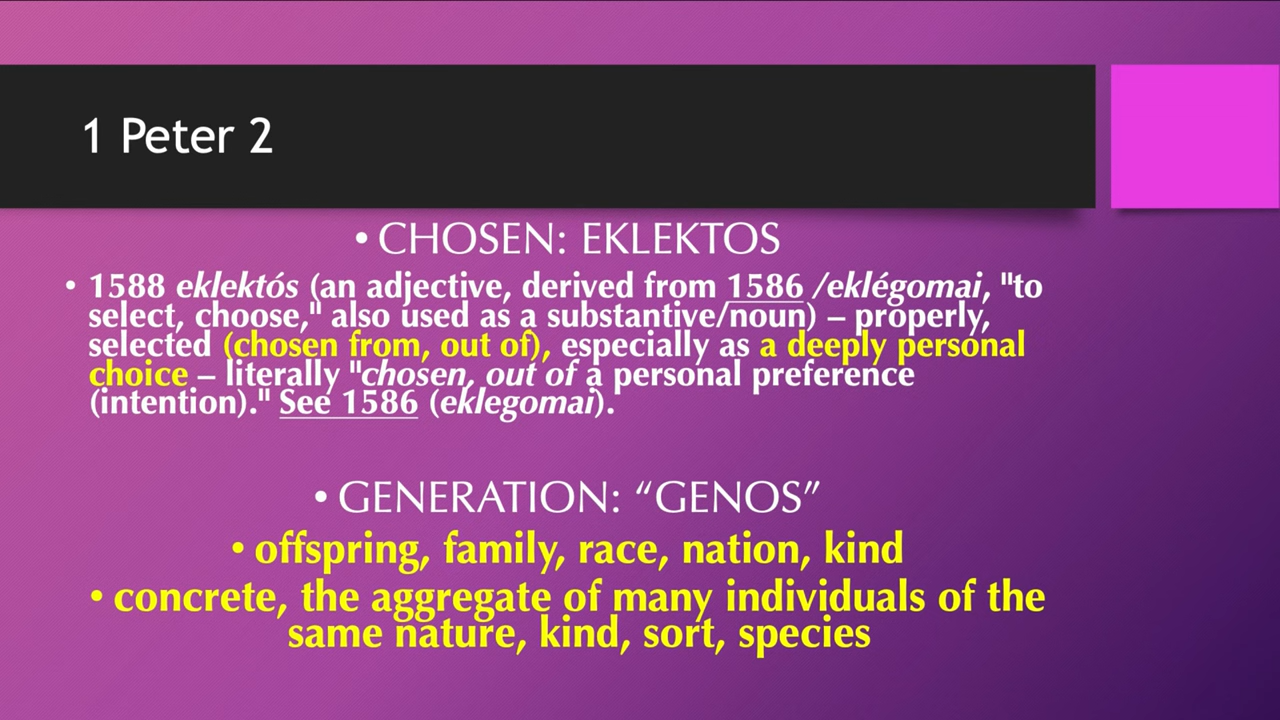 1 Peter 2
• CHOSEN: EKLEKTOS
• 1588 eklektós (an adjective, derived from 1586 /eklégomai, "to
select, choose," also used as a substantive/noun) – properly,
selected (chosen from, out of), especially as a deeply personal
choice – literally "chosen, out of a personal preference
(intention)." See 1586 (eklegomai).
• GENERATION: “GENOS”
• offspring, family, race, nation, kind
• concrete, the aggregate of many individuals of the
same nature, kind, sort, species